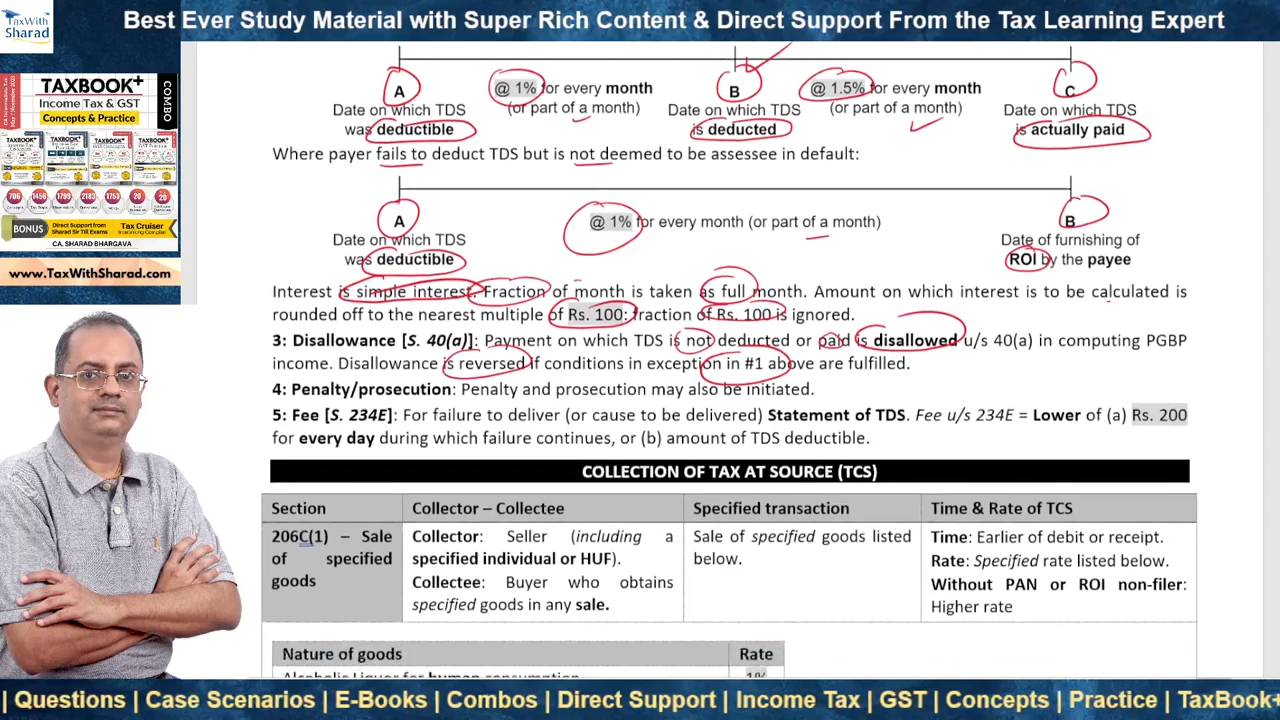 Best Ever Study Material with Super Rich Content & Direct Support From the Tax Learning Expert
TaxWith
Sharad
TAXBOOK+
Income Tax & GST
Concepts & Practice
COMBO
706
1456
1799
2183
1753
20
20
BONUS
Direct Support from
Sharad Sir Till Exams
Tax Cruiser
CA. SHARAD BHARGAVA
www.TaxWithSharad.com
A
@ 1% for every month
(or part of a month)
B
@ 1.5% for every month
(or part of a month)
C
Date on which TDS
was deductible
Date on which TDS
is deducted
Date on which TDS
is actually paid
Where payer fails to deduct TDS but is not deemed to be assessee in default:
A
@ 1% for every month (or part of a month)
B
Date on which TDS
was deductible
Date of furnishing of
ROI by the payee
Interest is simple interest. Fraction of month is taken as full month. Amount on which interest is to be calculated is
rounded off to the nearest multiple of Rs. 100; fraction of Rs. 100 is ignored.
3: Disallowance [S. 40(a)]: Payment on which TDS is not deducted or paid is disallowed u/s 40(a) in computing PGBP
income. Disallowance is reversed if conditions in exception in #1 above are fulfilled.
4: Penalty/prosecution: Penalty and prosecution may also be initiated.
5: Fee [S. 234E]: For failure to deliver (or cause to be delivered) Statement of TDS. Fee u/s 234E = Lower of (a) Rs. 200
for every day during which failure continues, or (b) amount of TDS deductible.
COLLECTION OF TAX AT SOURCE (TCS)
Section
Collector – Collectee
Specified transaction
Time & Rate of TCS
206C(1) – Sale
of specified
goods
Collector: Seller (including a
specified individual or HUF).
Collectee: Buyer who obtains
specified goods in any sale.
Sale of specified goods listed
below.
Time: Earlier of debit or receipt.
Rate: Specified rate listed below.
Without PAN or ROI non-filer:
Higher rate
Nature of goods
Rate
Alcoholic Liquor for human consumption
1%
| Questions | Case Scenarios | E-Books | Combos | Direct Support | Income Tax | GST | Concepts | Practice | TaxBook+